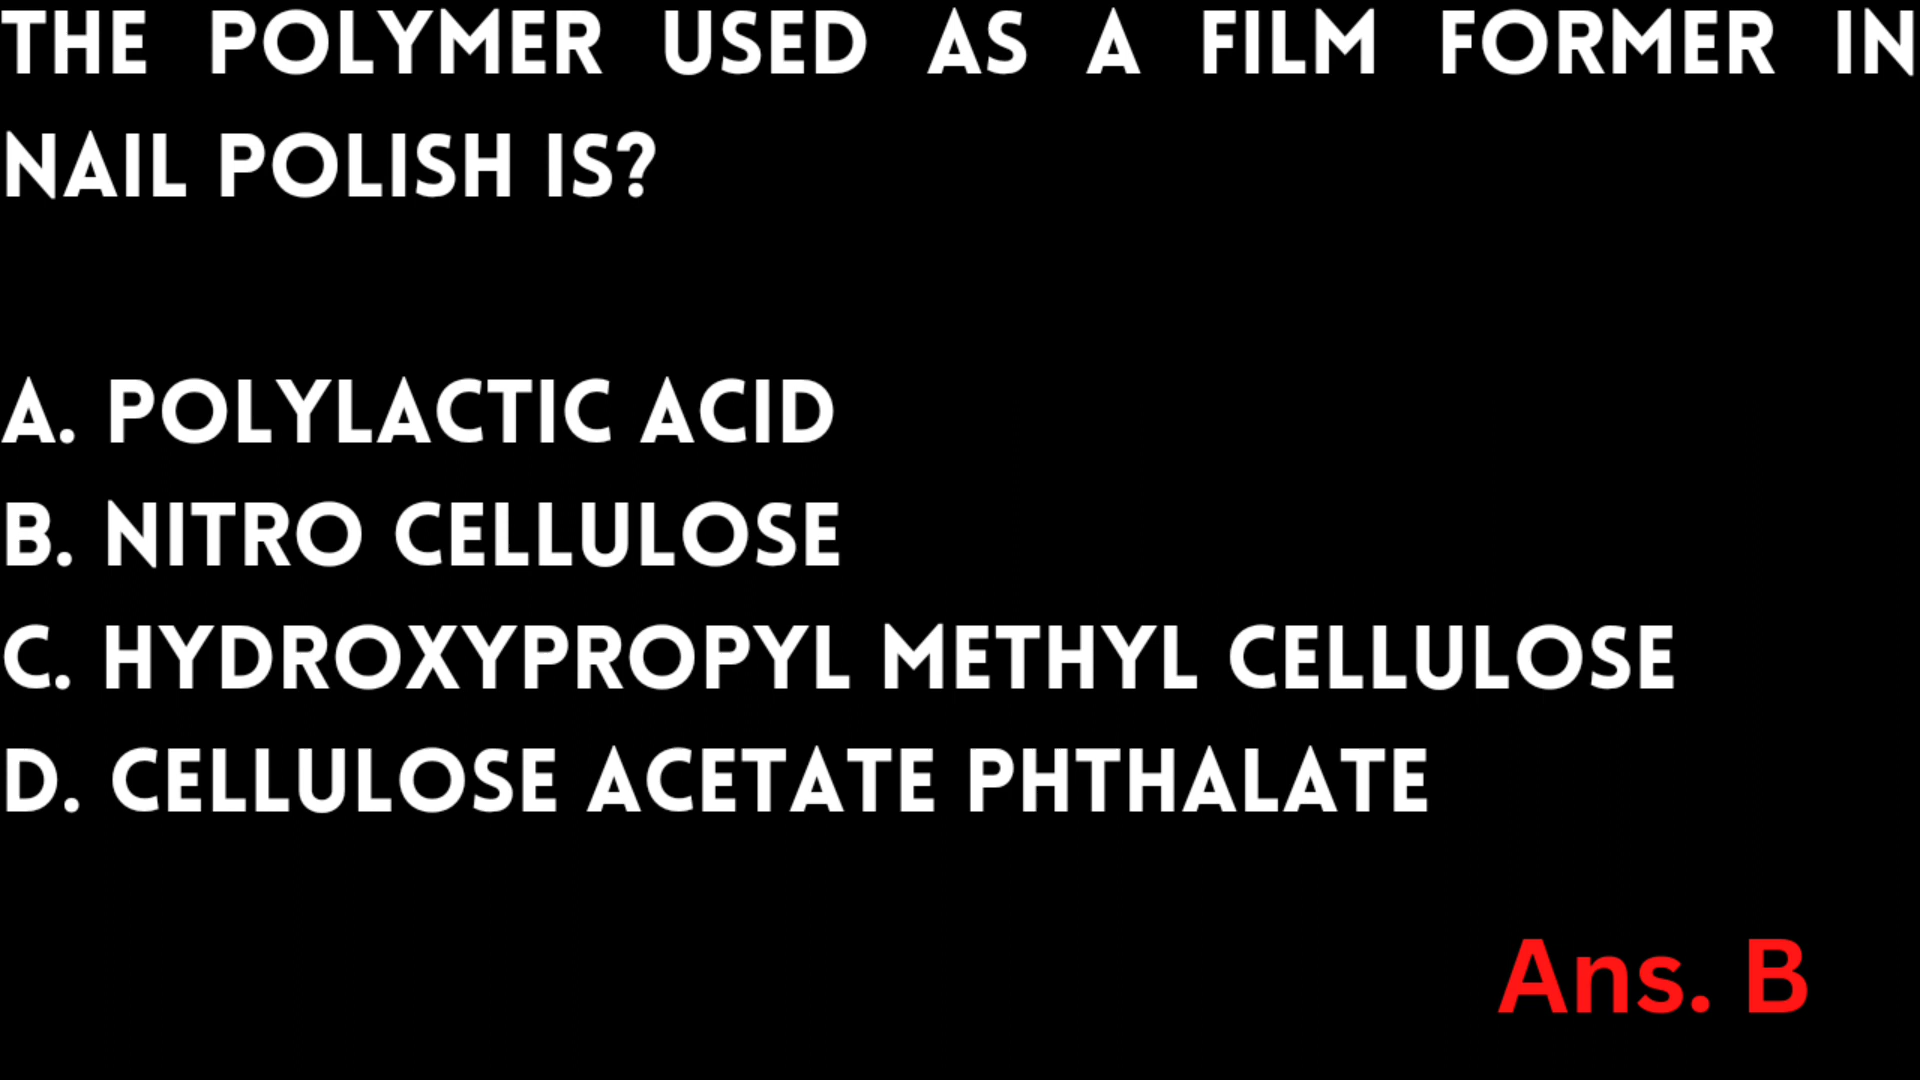 THE POLYMER USED AS A FILM FORMER IN
NAIL POLISH IS?
A. POLYLACTIC ACID
B. NITRO CELLULOSE
C. HYDROXYPROPYL METHYL CELLULOSE
D. CELLULOSE ACETATE PHTHALATE
Ans. B